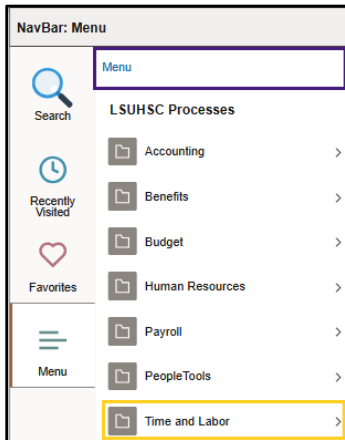 NavBar: Menu
Search
Recently
Visited
Favorites
Menu
Menu
LSUHSC Processes
Accounting
Benefits
Budget
Human Resources
Payroll
PeopleTools
Time and Labor